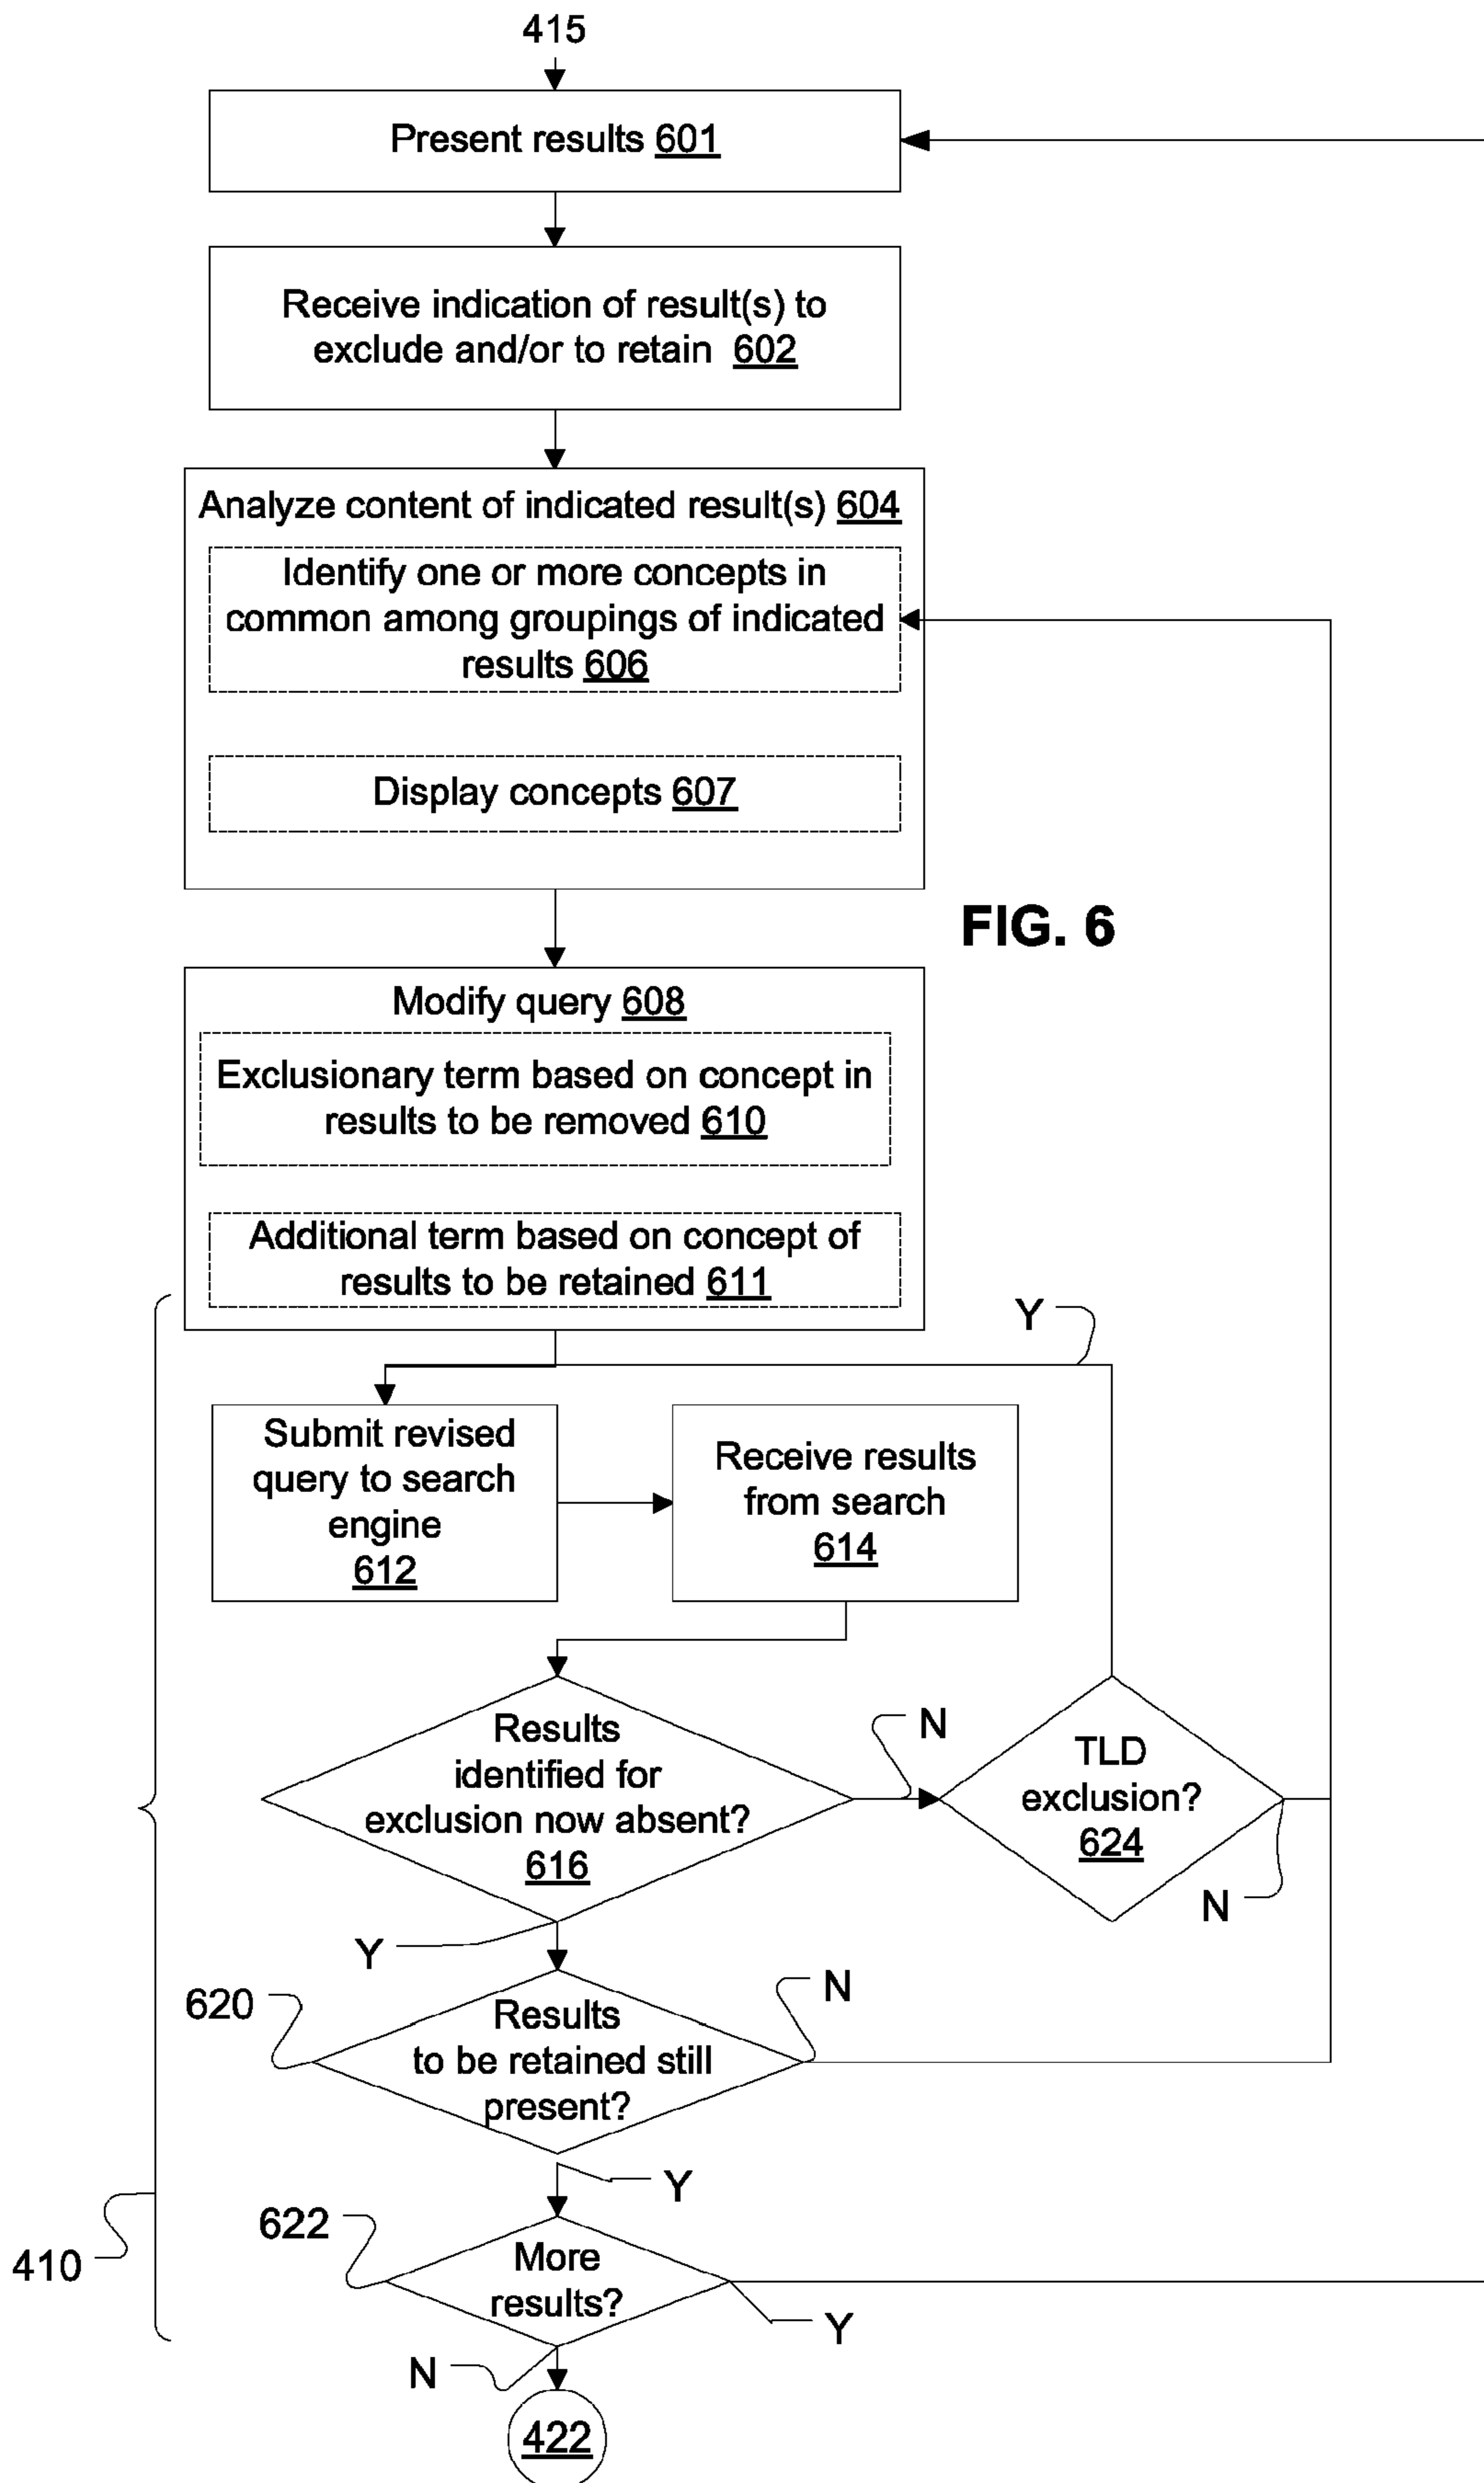 415
Present results 601
Receive indication of result(s) to
exclude and/or to retain 602
Analyze content of indicated result(s) 604
Identify one or more concepts in
common among groupings of indicated
results 606
Display concepts 607
FIG. 6
Modify query 608
Exclusionary term based on concept in
results to be removed 610
Additional term based on concept of
results to be retained 611
Y
Submit revised
query to search
engine
612
Receive results
from search
614
Results
identified for
exclusion now absent?
616
N
TLD
exclusion?
624
N
Y
620
Results
to be retained still
present?
N
Y
622
More
results?
410
Y
N
422